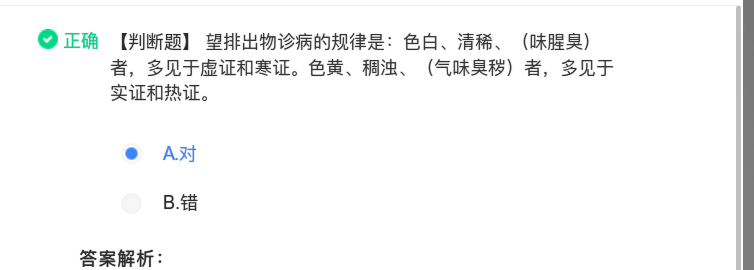 正确 【判断题】 望排出物诊病的规律是：色白、清稀、（味腥臭）
者，多见于虚证和寒证。色黄、稠浊、（气味臭秽）者，多见于
实证和热证。
A.对
B.错
答案解析：